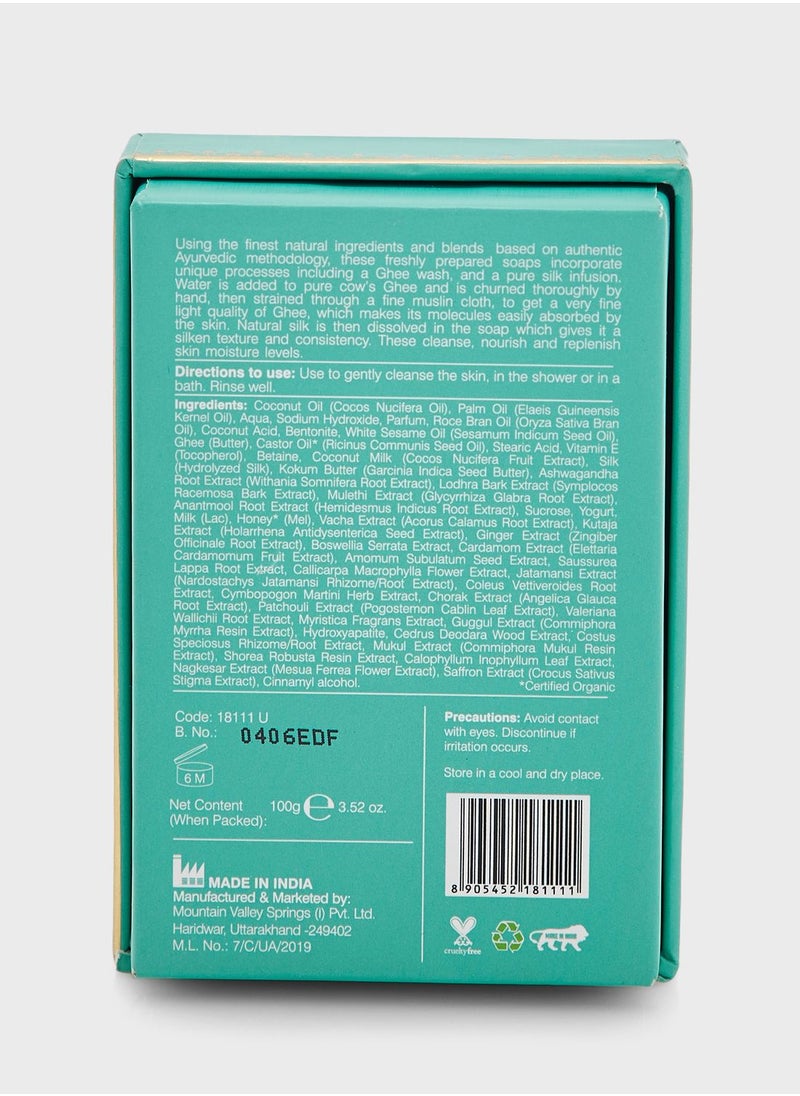 Using the finest natural ingredients and blends based on authentic
Ayurvedic methodology, these freshly prepared soaps incorporate
unique processes including a Ghee wash, and a pure silk infusion.
Water is added to pure cow's Ghee and is churned thoroughly by
hand, then strained through a fine muslin cloth, to get a very fine
light quality of Ghee, which makes its molecules easily absorbed by
the skin. Natural silk is then dissolved in the soap which gives it a
silken texture and consistency. These cleanse, nourish and replenish
skin moisture levels.
Directions to use: Use to gently cleanse the skin, in the shower or in a
bath. Rinse well.
Ingredients: Coconut Oil (Cocos Nucifera Oil), Palm Oil (Elaeis Guineensis
Kernel Oil), Aqua, Sodium Hydroxide, Parfum, Roce Bran Oil (Oryza Sativa Bran
Oil), Coconut Acid, Bentonite, White Sesame Oil (Sesamum Indicum Seed Oil),
Ghee (Butter), Castor Oil* (Ricinus Communis Seed Oil), Stearic Acid, Vitamin E
(Tocopherol), Betaine, Coconut Milk (Cocos Nucifera Fruit Extract), Silk
(Hydrolyzed Silk), Kokum Butter (Garcinia Indica Seed Butter), Ashwagandha
Root Extract (Withania Somnifera Root Extract), Lodhra Bark Extract (Symplocos
Racemosa Bark Extract), Mulethi Extract (Glycyrrhiza Glabra Root Extract),
Anantmool Root Extract (Hemidesmus Indicus Root Extract), Sucrose, Yogurt,
Milk (Lac), Honey* (Mel), Vacha Extract (Acorus Calamus Root Extract), Kutaja
Extract (Holarrhena Antidysenterica Seed Extract), Ginger Extract (Zingiber
Officinale Root Extract), Boswellia Serrata Extract, Cardamom Extract (Elettaria
Cardamomum Fruit Extract), Amomum Subulatum Seed Extract, Saussurea
Lappa Root Extract, Callicarpa Macrophylla Flower Extract, Jatamansi Extract
(Nardostachys Jatamansi Rhizome/Root Extract), Coleus Vettiveroides Root
Extract, Cymbopogon Martini Herb Extract, Chorak Extract (Angelica Glauca
Root Extract), Patchouli Extract (Pogostemon Cablin Leaf Extract), Valeriana
Wallichii Root Extract, Myristica Fragrans Extract, Guggul Extract (Commiphora
Myrrha Resin Extract), Hydroxyapatite, Cedrus Deodara Wood Extract, Costus
Speciosus Rhizome/Root Extract, Mukul Extract (Commiphora Mukul Resin
Extract), Shorea Robusta Resin Extract, Calophyllum Inophyllum Leaf Extract,
Nagkesar Extract (Mesua Ferrea Flower Extract), Saffron Extract (Crocus Sativus
Stigma Extract), Cinnamyl alcohol. *Certified Organic
Code: 18111 U
B. No.: 0406EDF
6 M
Net Content 100g e 3.52 oz.
(When Packed):
MADE IN INDIA
Manufactured & Marketed by:
Mountain Valley Springs (I) Pvt. Ltd.
Haridwar, Uttarakhand -249402
M.L. No.: 7/C/UA/2019
Precautions: Avoid contact
with eyes. Discontinue if
irritation occurs.
Store in a cool and dry place.
8 905452 181111
crueltyfree
MADE IN INDIA